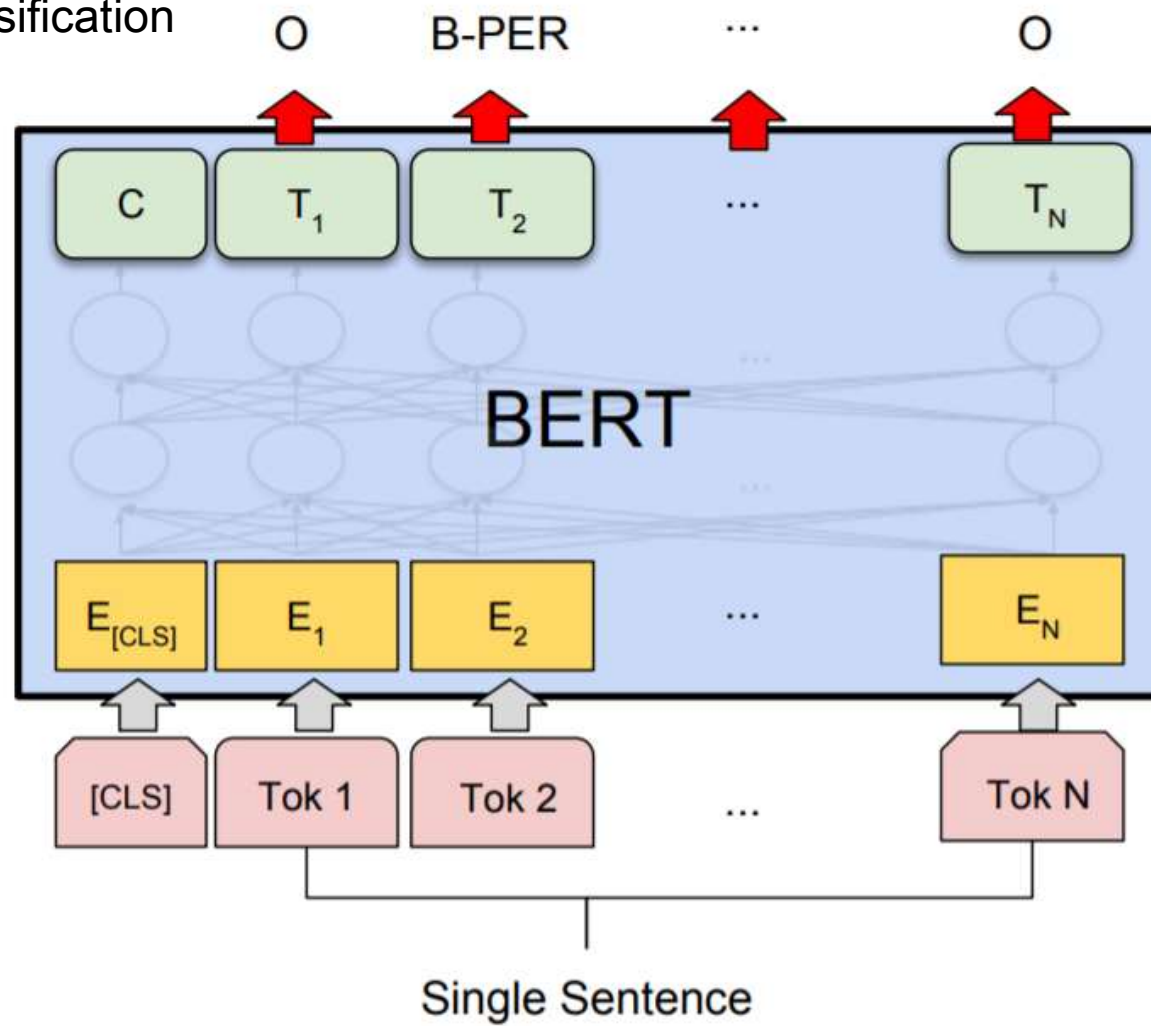 sification
O B-PER ... O
C T1 T2 ... TN
...
BERT
...
E[CLS] E1 E2 ... EN
[CLS] Tok 1 Tok 2 ... Tok N
Single Sentence